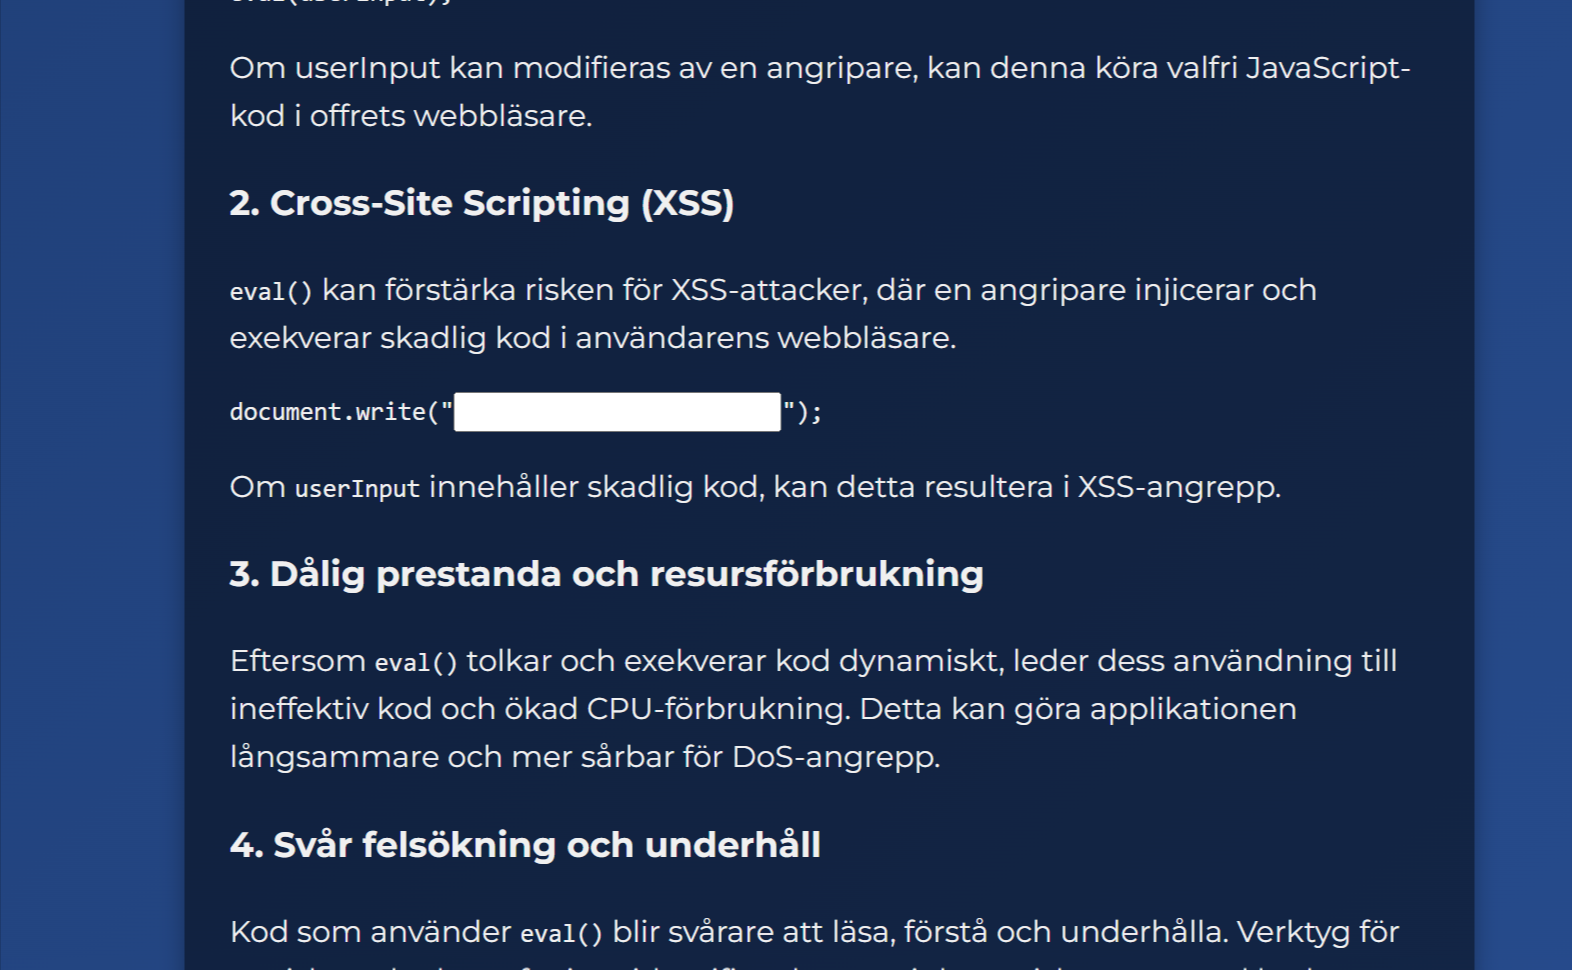 eval(userInput);
Om userInput kan modifieras av en angripare, kan denna köra valfri JavaScript-
kod i offrets webbläsare.
2. Cross-Site Scripting (XSS)
eval() kan förstärka risken för XSS-attacker, där en angripare injicerar och
exekverar skadlig kod i användarens webbläsare.
document.write("");
Om userInput innehåller skadlig kod, kan detta resultera i XSS-angrepp.
3. Dålig prestanda och resursförbrukning
Eftersom eval() tolkar och exekverar kod dynamiskt, leder dess användning till
ineffektiv kod och ökad CPU-förbrukning. Detta kan göra applikationen
långsammare och mer sårbar för DoS-angrepp.
4. Svår felsökning och underhåll
Kod som använder eval() blir svårare att läsa, förstå och underhålla. Verktyg för